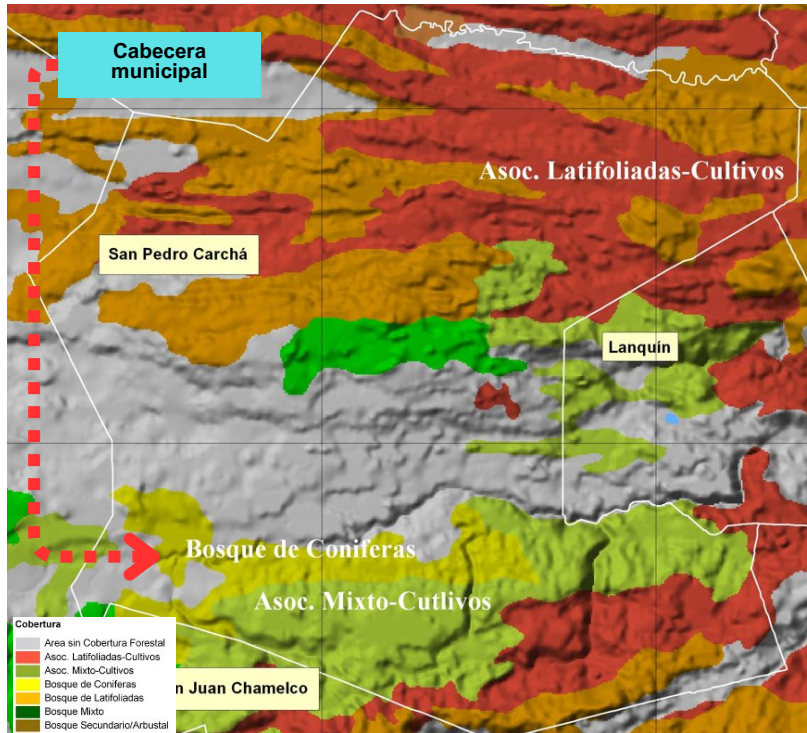 Cabecera
municipal
Asoc. Latifoliadas-Cultivos
San Pedro Carchá
Lanquín
Bosque de Coniferas
Asoc. Mixto-Cutlivos
n Juan Chamelco
Cobertura
Area sin Cobertura Forestal
Asoc. Latifoliadas-Cultivos
Asoc. Mixto-Cultivos
Bosque de Coniferas
Bosque de Latifoliadas
Bosque Mixto
Bosque Secundario/Arbustal